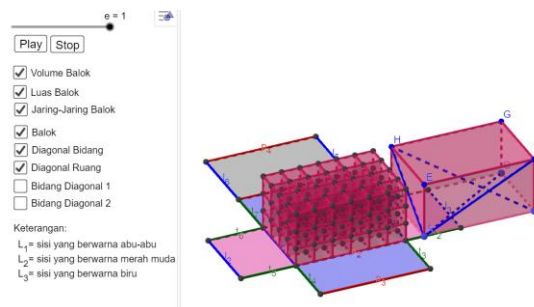 e = 1
Play
Stop
Volume Balok
Luas Balok
Jaring-Jaring Balok
Balok
Diagonal Bidang
Diagonal Ruang
Bidang Diagonal 1
Bidang Diagonal 2
Keterangan:
L₁= sisi yang berwarna abu-abu
L₂= sisi yang berwarna merah muda
L₃= sisi yang berwarna biru
G
H
E